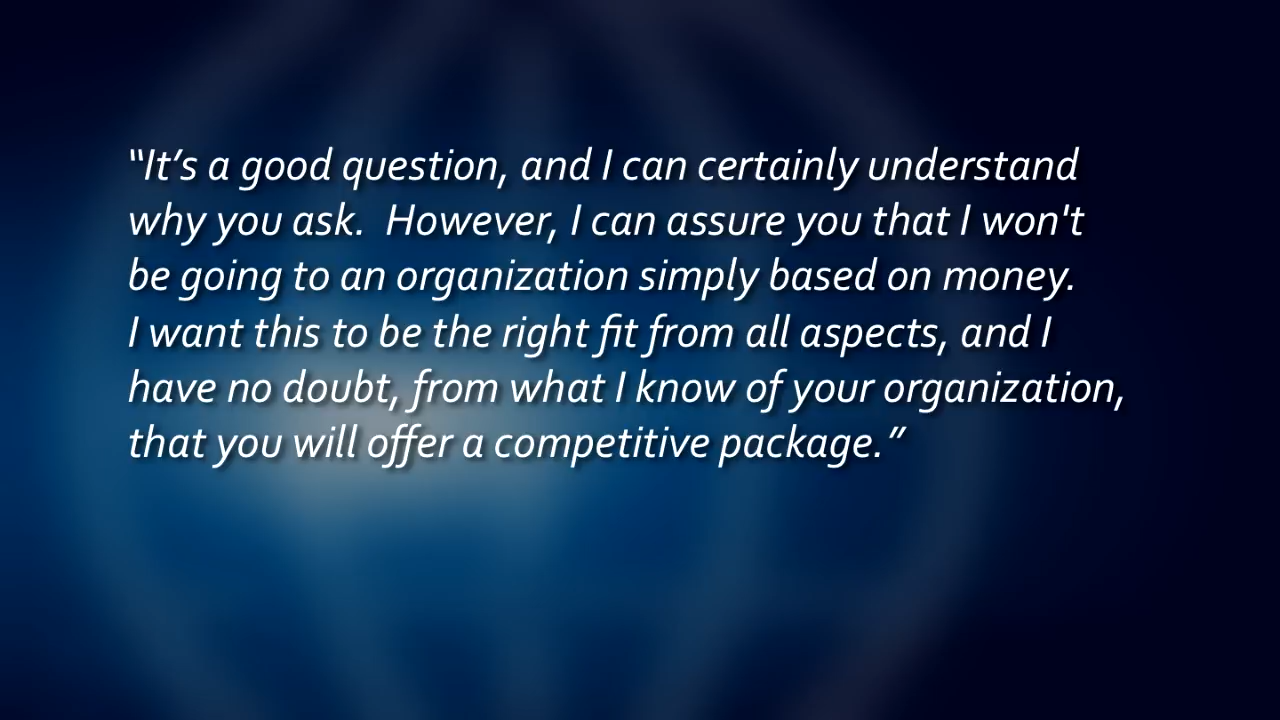 “It’s a good question, and I can certainly understand
why you ask.  However, I can assure you that I won't
be going to an organization simply based on money.
I want this to be the right fit from all aspects, and I
have no doubt, from what I know of your organization,
that you will offer a competitive package.”